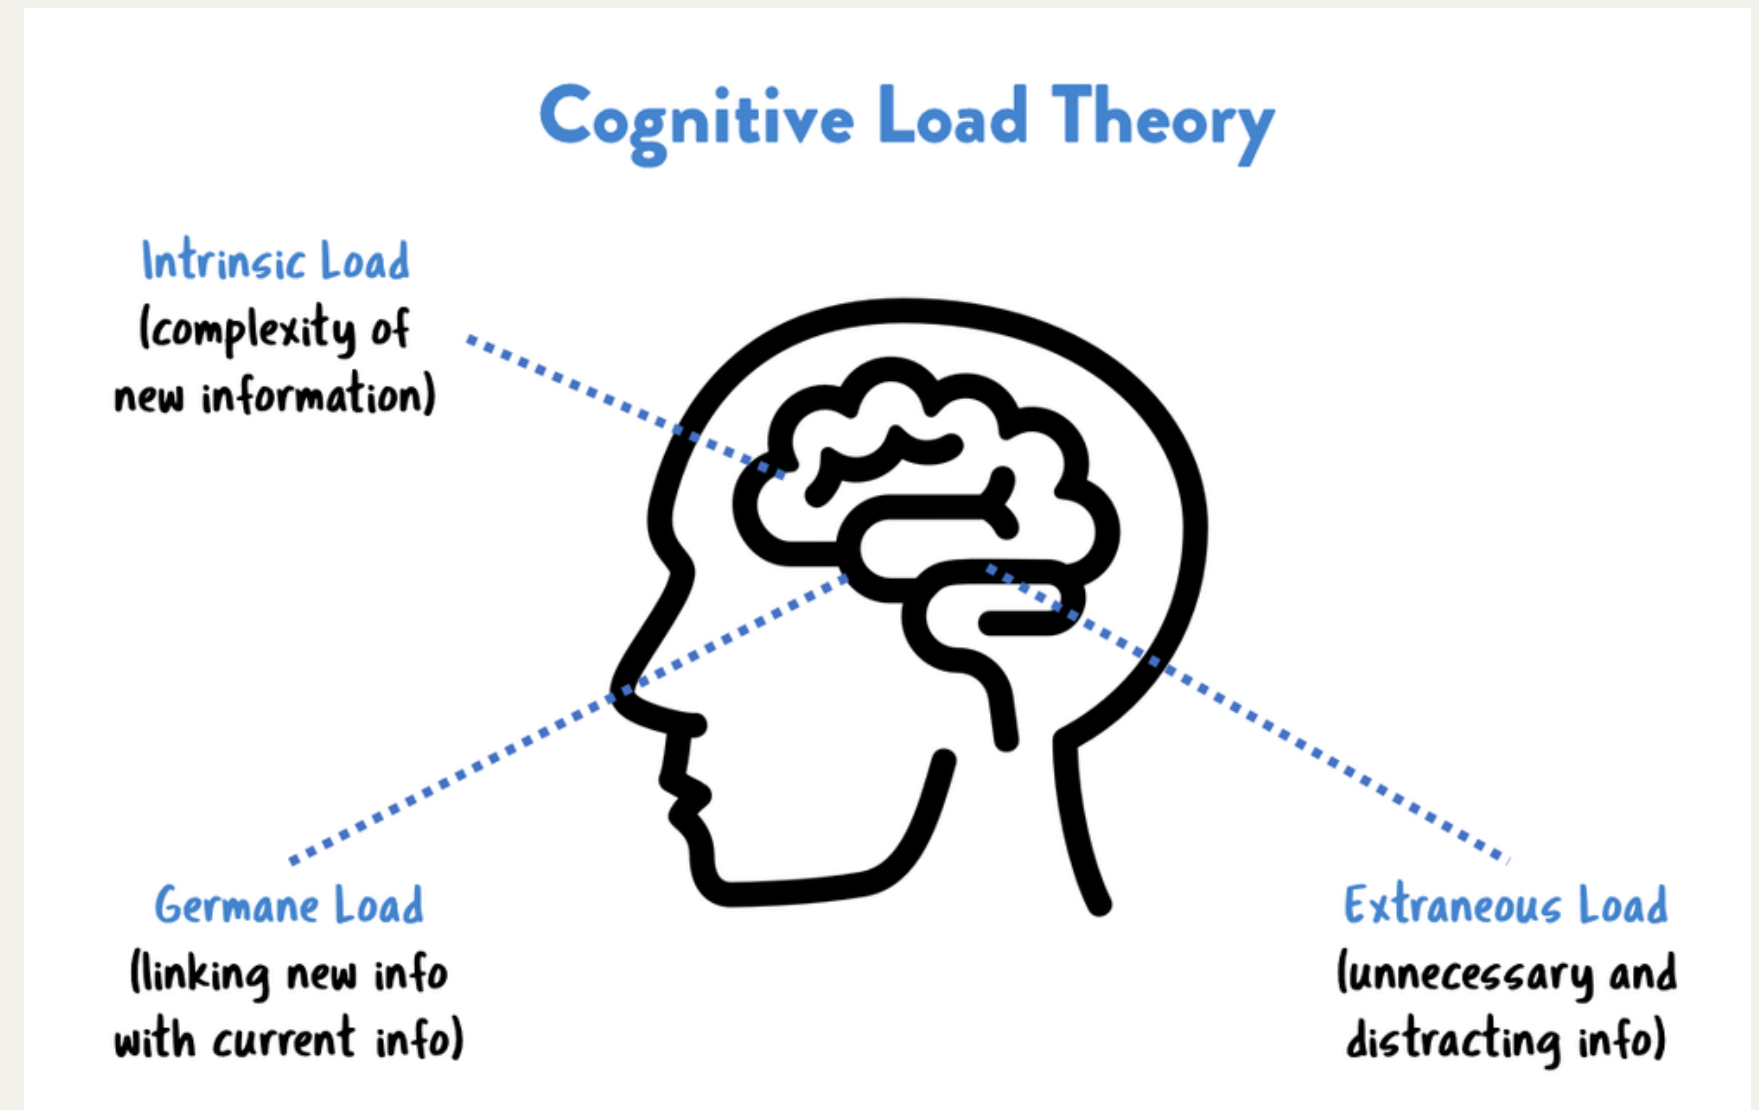 Cognitive Load Theory
Intrinsic Load
(complexity of
new information)
Germane Load
(linking new info
with current info)
Extraneous Load
(unnecessary and
distracting info)